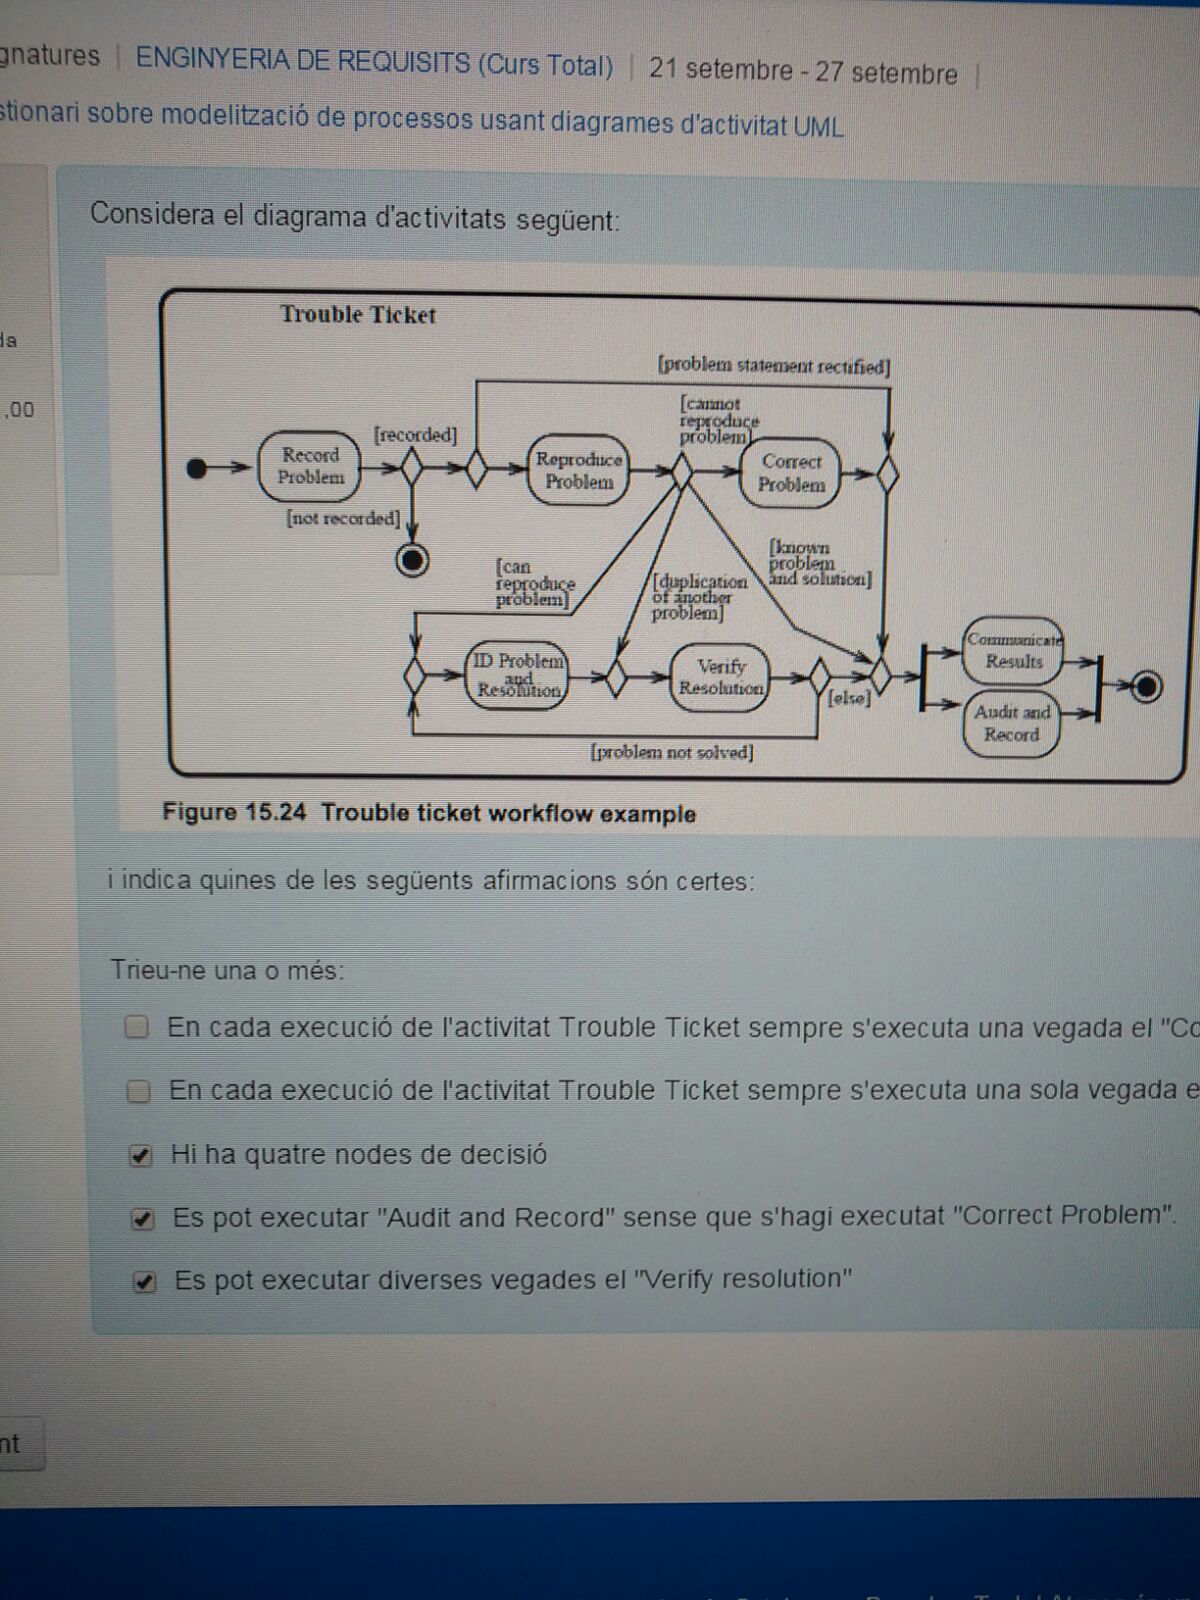 ENGINYERIA DE REQUISITS (Curs Total) | 21 setembre - 27 setembre |
sobre modelització de processos usant diagrames d'activitat UML
Considera el diagrama d'activitats següent:
Trouble Ticket
[problem statement rectified]
[cannot
reproduce
problem]
[recorded]
Record
Problem
Reproduce
Problem
Correct
Problem
[not recorded]
,00
[can
reproduce
problem]
[duplication
of another
problem]
[known
problem
and solution]
ID Problem
and
Resolution
Verify
Resolution
[else]
Communicate
Results
Audit and
Record
[problem not solved]
Figure 15.24 Trouble ticket workflow example
i indica quines de les següents afirmacions són certes:
Trieu-ne una o més:
En cada execució de l'activitat Trouble Ticket sempre s'executa una vegada el
En cada execució de l'activitat Trouble Ticket sempre s'executa una sola vegada
Hi ha quatre nodes de decisió
Es pot executar "Audit and Record" sense que s'hagi executat "Correct Problem".
Es pot executar diverses vegades el "Verify resolution"